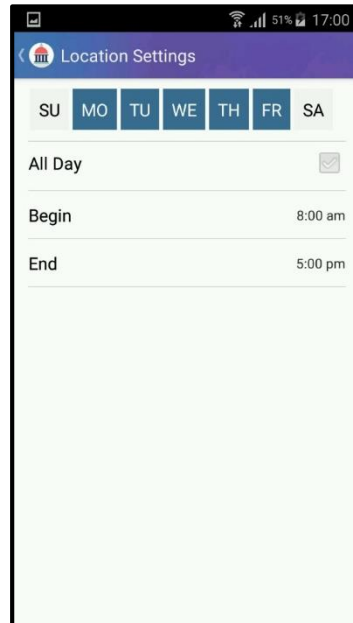 51% 17:00
Location Settings
SU MO TU WE TH FR SA
All Day
Begin 8:00 am
End 5:00 pm